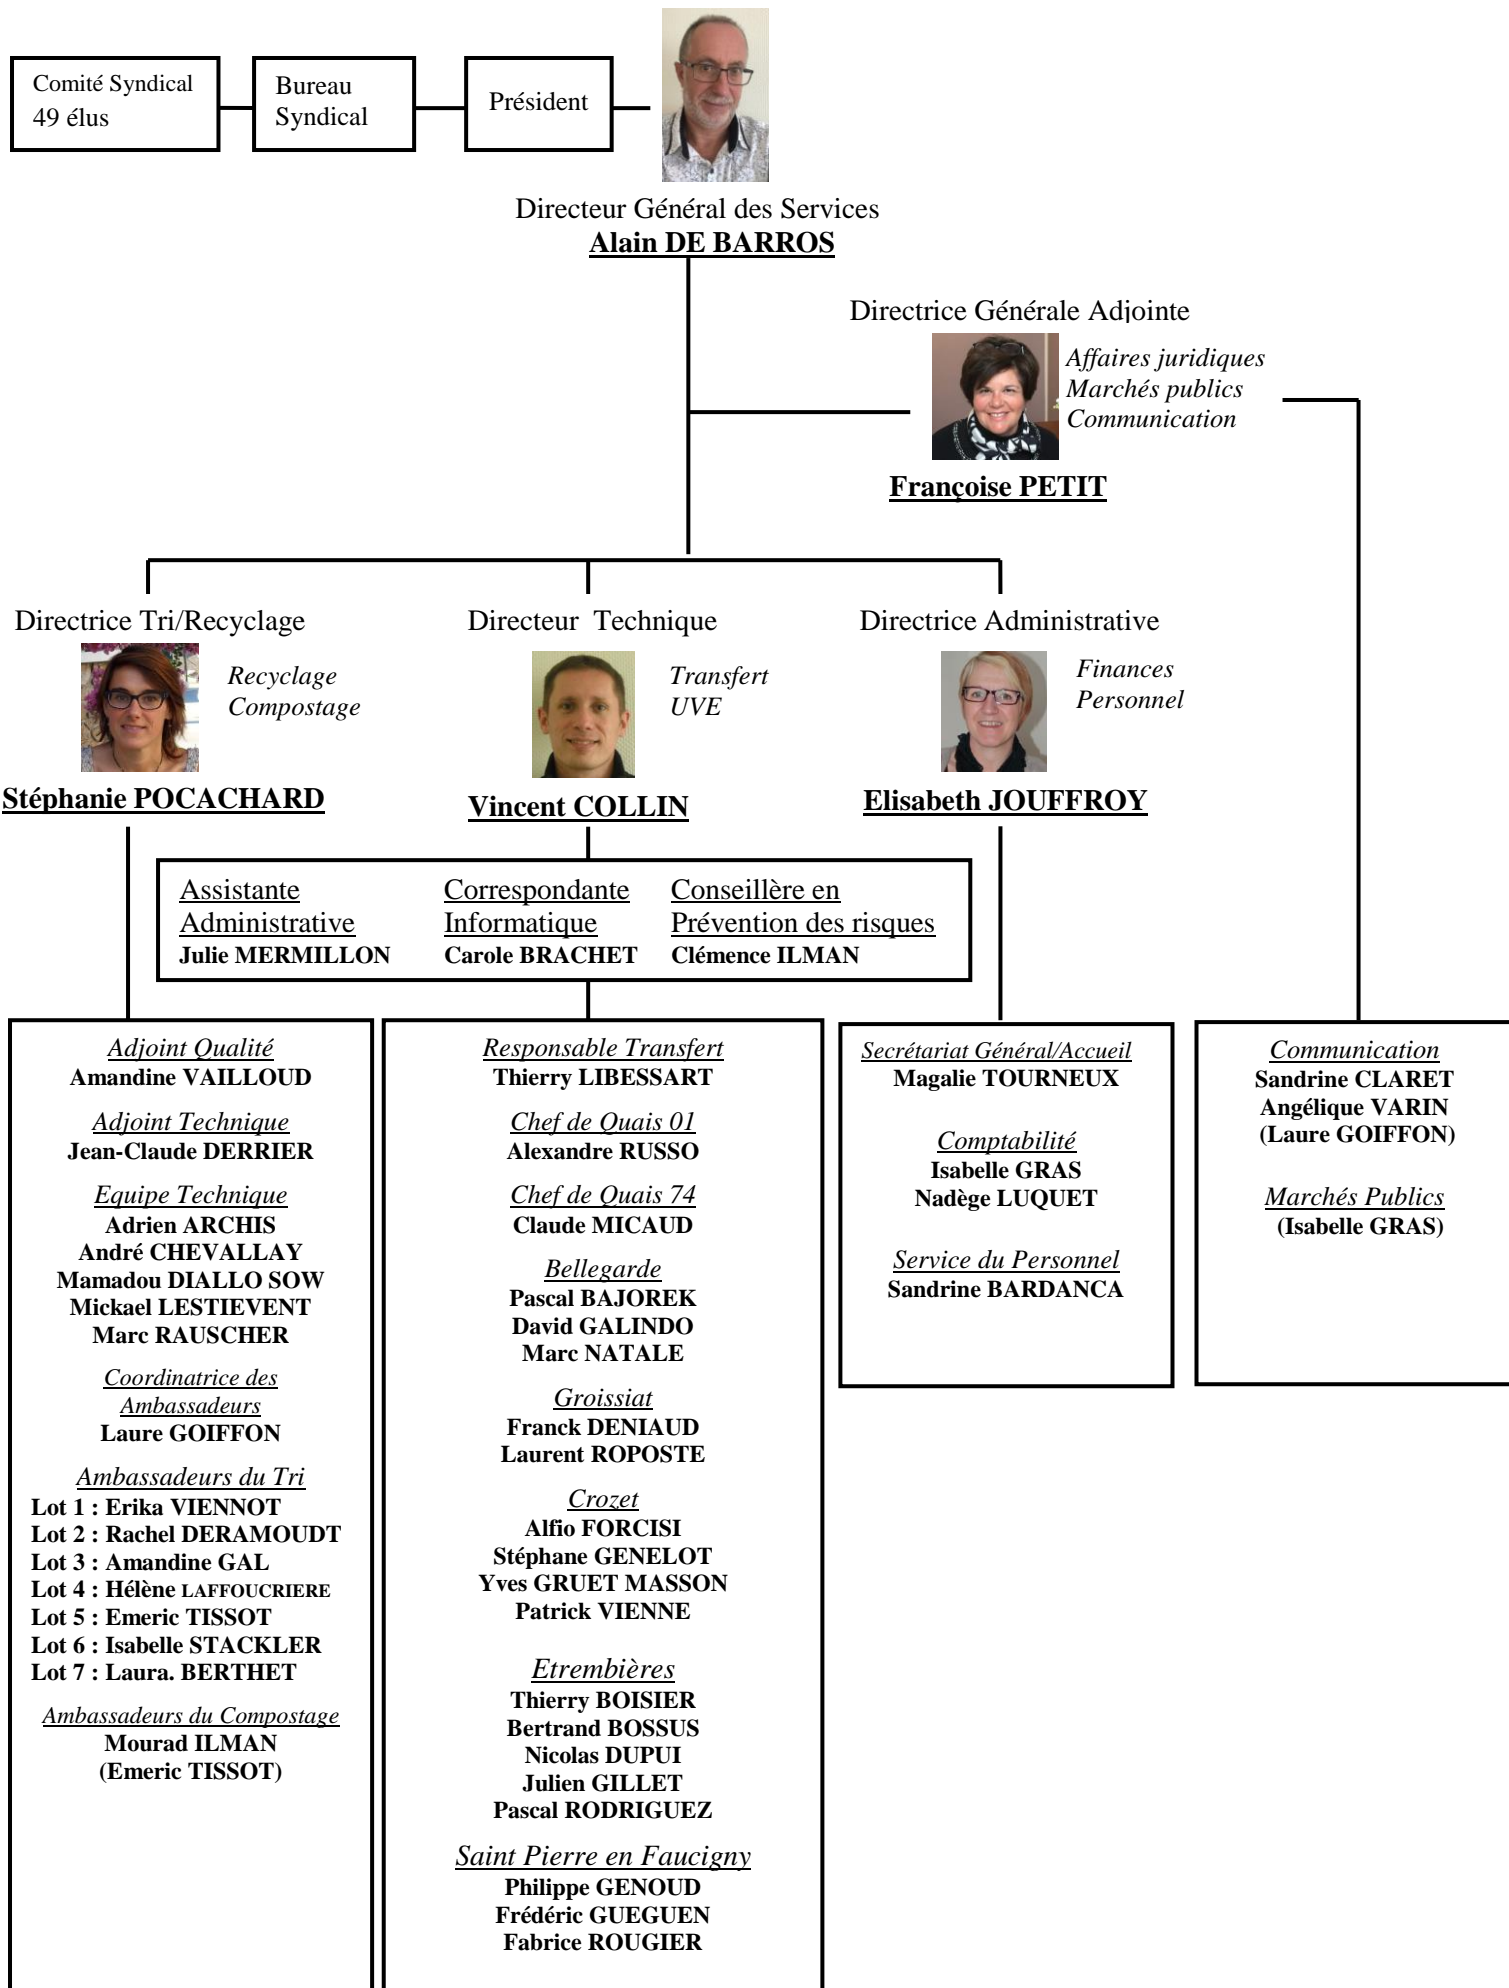 Comité Syndical
49 élus
Bureau
Syndical
Président
Directeur Général des Services
Alain DE BARROS
Directrice Générale Adjointe
Affaires juridiques
Marchés publics
Communication
Françoise PETIT
Directrice Tri/Recyclage
Recyclage
Compostage
Stéphanie POCACHARD
Directeur Technique
Transfert
UVE
Vincent COLLIN
Directrice Administrative
Finances
Personnel
Elisabeth JOUFFROY
Assistante
Administrative
Julie MERMILLON
Correspondante
Informatique
Carole BRACHET
Conseillère en
Prévention des risques
Clémence ILMAN
Adjoint Qualité
Amandine VAILLOUD
Adjoint Technique
Jean-Claude DERRIER
Equipe Technique
Adrien ARCHIS
André CHEVALLAY
Mamadou DIALLO SOW
Mickael LESTIEVENT
Marc RAUSCHER
Coordinatrice des
Ambassadeurs
Laure GOIFFON
Ambassadeurs du Tri
Lot 1 : Erika VIENNOT
Lot 2 : Rachel DERAMOUDT
Lot 3 : Amandine GAL
Lot 4 : Hélène LAFFOUCRIERE
Lot 5 : Emeric TISSOT
Lot 6 : Isabelle STACKLER
Lot 7 : Laura. BERTHET
Ambassadeurs du Compostage
Mourad ILMAN
(Emeric TISSOT)
Responsable Transfert
Thierry LIBESSART
Chef de Quais 01
Alexandre RUSSO
Chef de Quais 74
Claude MICAUD
Bellegarde
Pascal BAJOREK
David GALINDO
Marc NATALE
Groissiat
Franck DENIAUD
Laurent ROPOSTE
Crozet
Alfio FORCISI
Stéphane GENELOT
Yves GRUET MASSON
Patrick VIENNE
Etrembières
Thierry BOISIER
Bertrand BOSSUS
Nicolas DUPUI
Julien GILLET
Pascal RODRIGUEZ
Saint Pierre en Faucigny
Philippe GENOUD
Frédéric GUEGUEN
Fabrice ROUGIER
Secrétariat Général/Accueil
Magalie TOURNEUX
Comptabilité
Isabelle GRAS
Nadège LUQUET
Service du Personnel
Sandrine BARDANCA
Communication
Sandrine CLARET
Angélique VARIN
(Laure GOIFFON)
Marchés Publics
(Isabelle GRAS)